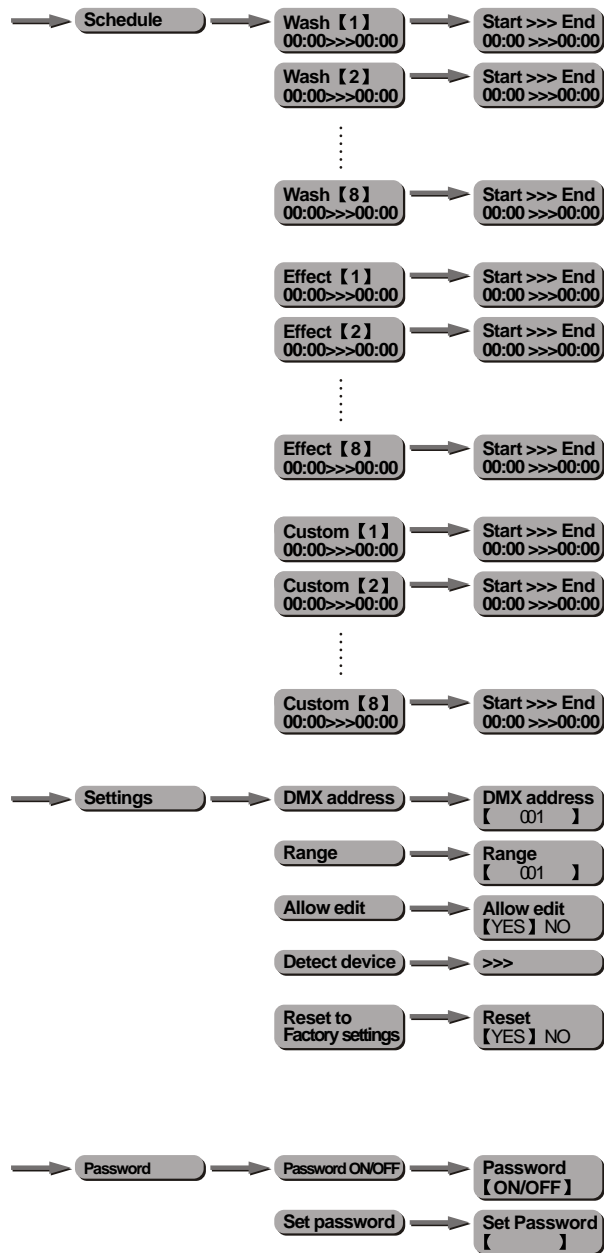 Schedule
Wash【1】
00:00>>>00:00
Start >>> End
00:00 >>>00:00
Wash【2】
00:00>>>00:00
Start >>> End
00:00 >>>00:00
Wash【8】
00:00>>>00:00
Start >>> End
00:00 >>>00:00
Effect【1】
00:00>>>00:00
Start >>> End
00:00 >>>00:00
Effect【2】
00:00>>>00:00
Start >>> End
00:00 >>>00:00
Effect【8】
00:00>>>00:00
Start >>> End
00:00 >>>00:00
Custom【1】
00:00>>>00:00
Start >>> End
00:00 >>>00:00
Custom【2】
00:00>>>00:00
Start >>> End
00:00 >>>00:00
Custom【8】
00:00>>>00:00
Start >>> End
00:00 >>>00:00
Settings
DMX address
DMX address
【 001 】
Range
Range
【 001 】
Allow edit
Allow edit
【YES】NO
Detect device
>>>
Reset to
Factory settings
Reset
【YES】NO
Password
Password ON/OFF
Password
【ON/OFF】
Set password
Set Password
【 】